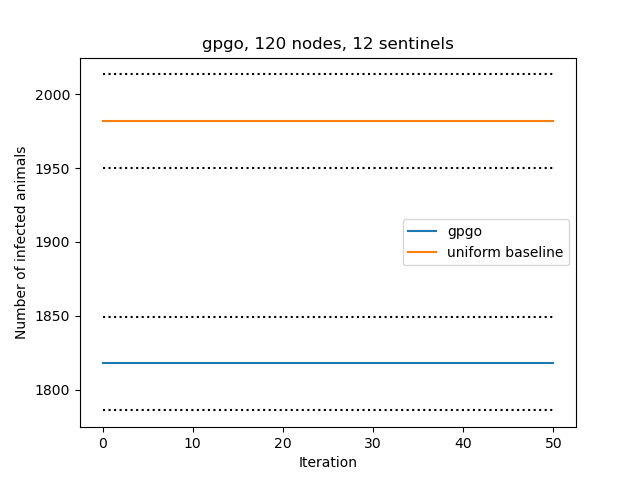 gpgo, 120 nodes, 12 sentinels
Number of infected animals
2000
1950
1900
1850
1800
gpgo
uniform baseline
0 10 20 30 40 50
Iteration